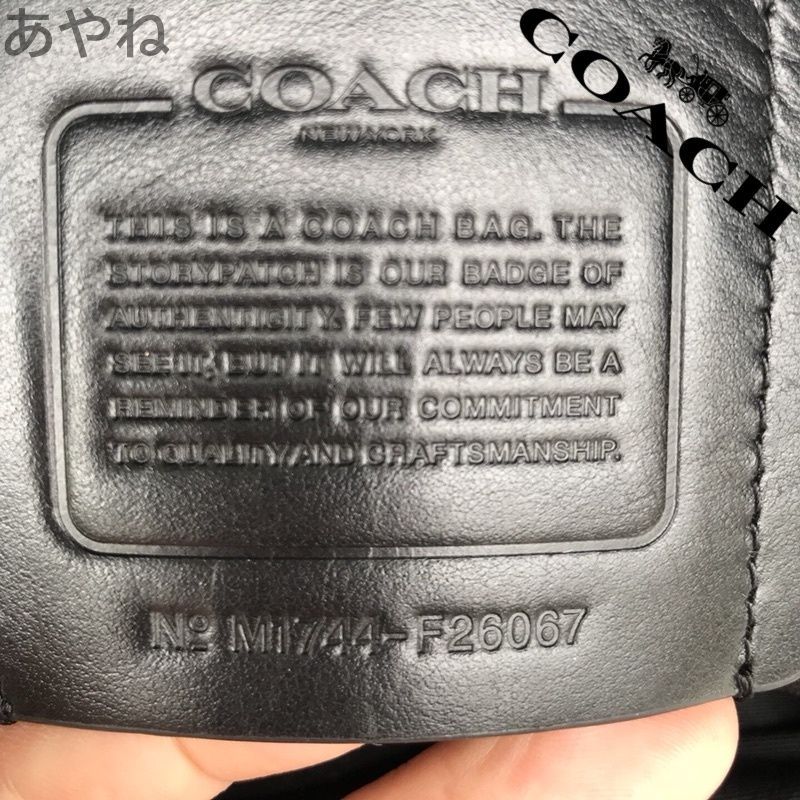 あやね
COACH
COACH
NEW YORK
THIS IS A COACH BAG. THE
STORYPATCH IS OUR BADGE OF
AUTHENTICITY. FEW PEOPLE MAY
SEE IT, BUT IT WILL ALWAYS BE A
REMINDER OF OUR COMMITMENT
TO QUALITY AND CRAFTSMANSHIP.
Nº M1744-F26067